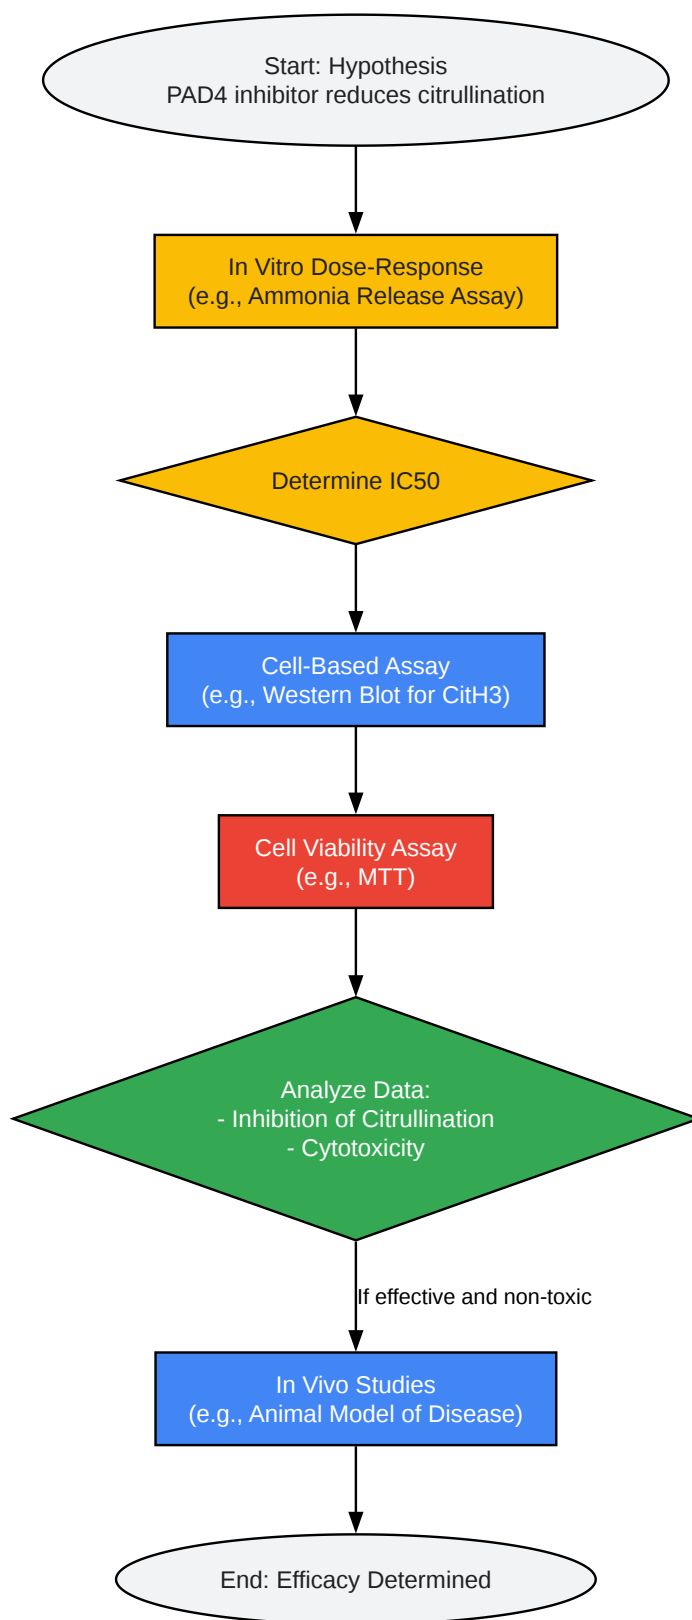 Start: Hypothesis
PAD4 inhibitor reduces citrullination
In Vitro Dose-Response
(e.g., Ammonia Release Assay)
Determine IC50
Cell-Based Assay
(e.g., Western Blot for CitH3)
Cell Viability Assay
(e.g., MTT)
Analyze Data:
- Inhibition of Citrullination
- Cytotoxicity
If effective and non-toxic
In Vivo Studies
(e.g., Animal Model of Disease)
End: Efficacy Determined